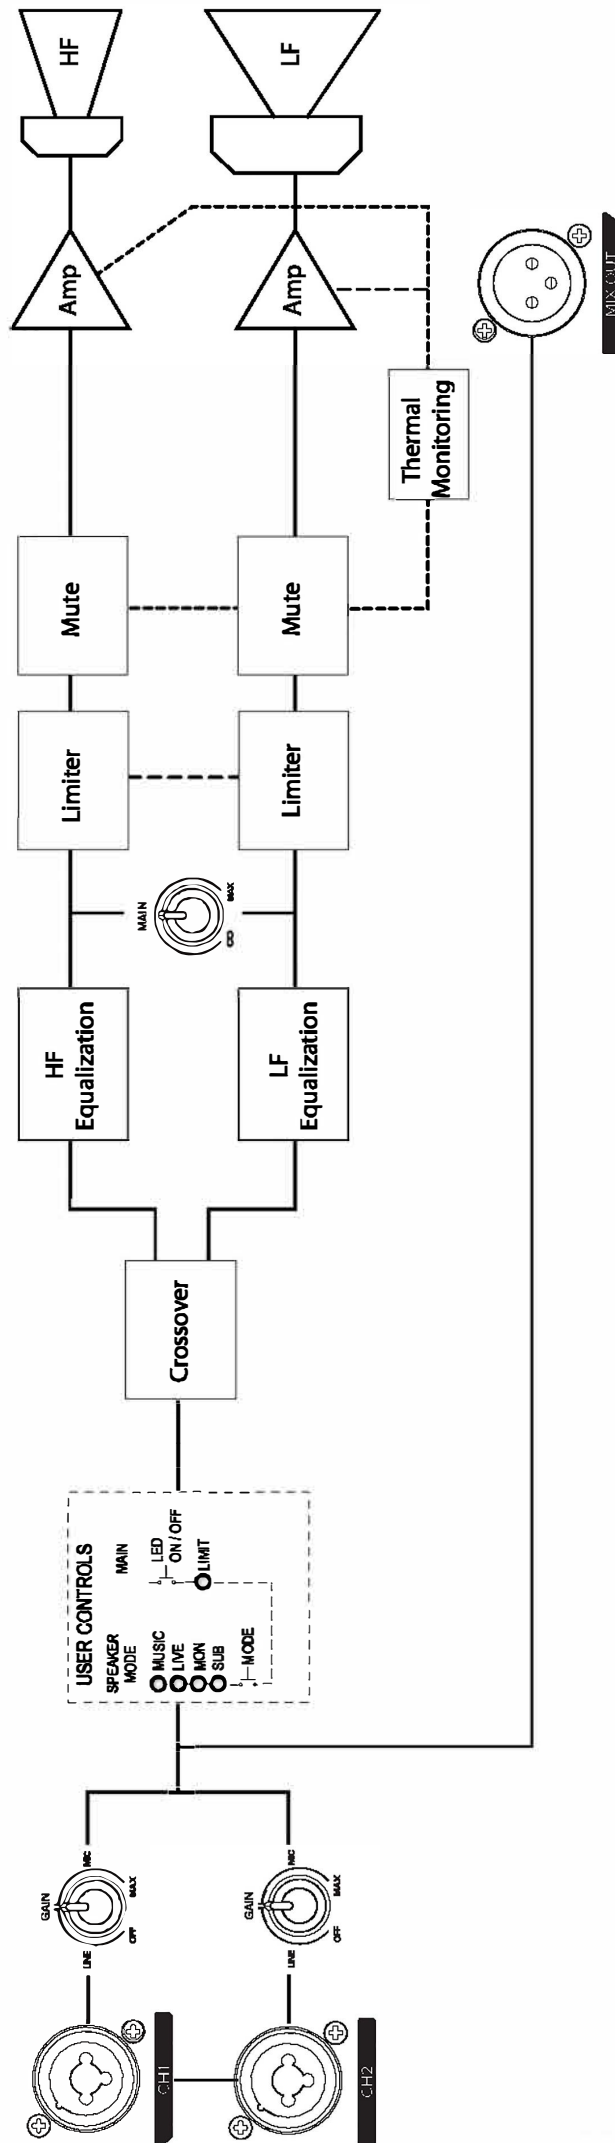 CH1
CH2
GAIN
LINE
MIC
OFF
MAX
GAIN
LINE
MIC
OFF
MAX
USER CONTROLS
SPEAKER
MODE
MUSIC
LIVE
MON
SUB
MODE
MAIN
LED
ON / OFF
LIMIT
Crossover
HF
Equalization
LF
Equalization
MAIN
∞
MAX
Limiter
Limiter
Mute
Mute
Thermal
Monitoring
Amp
Amp
HF
LF
MIX OUT